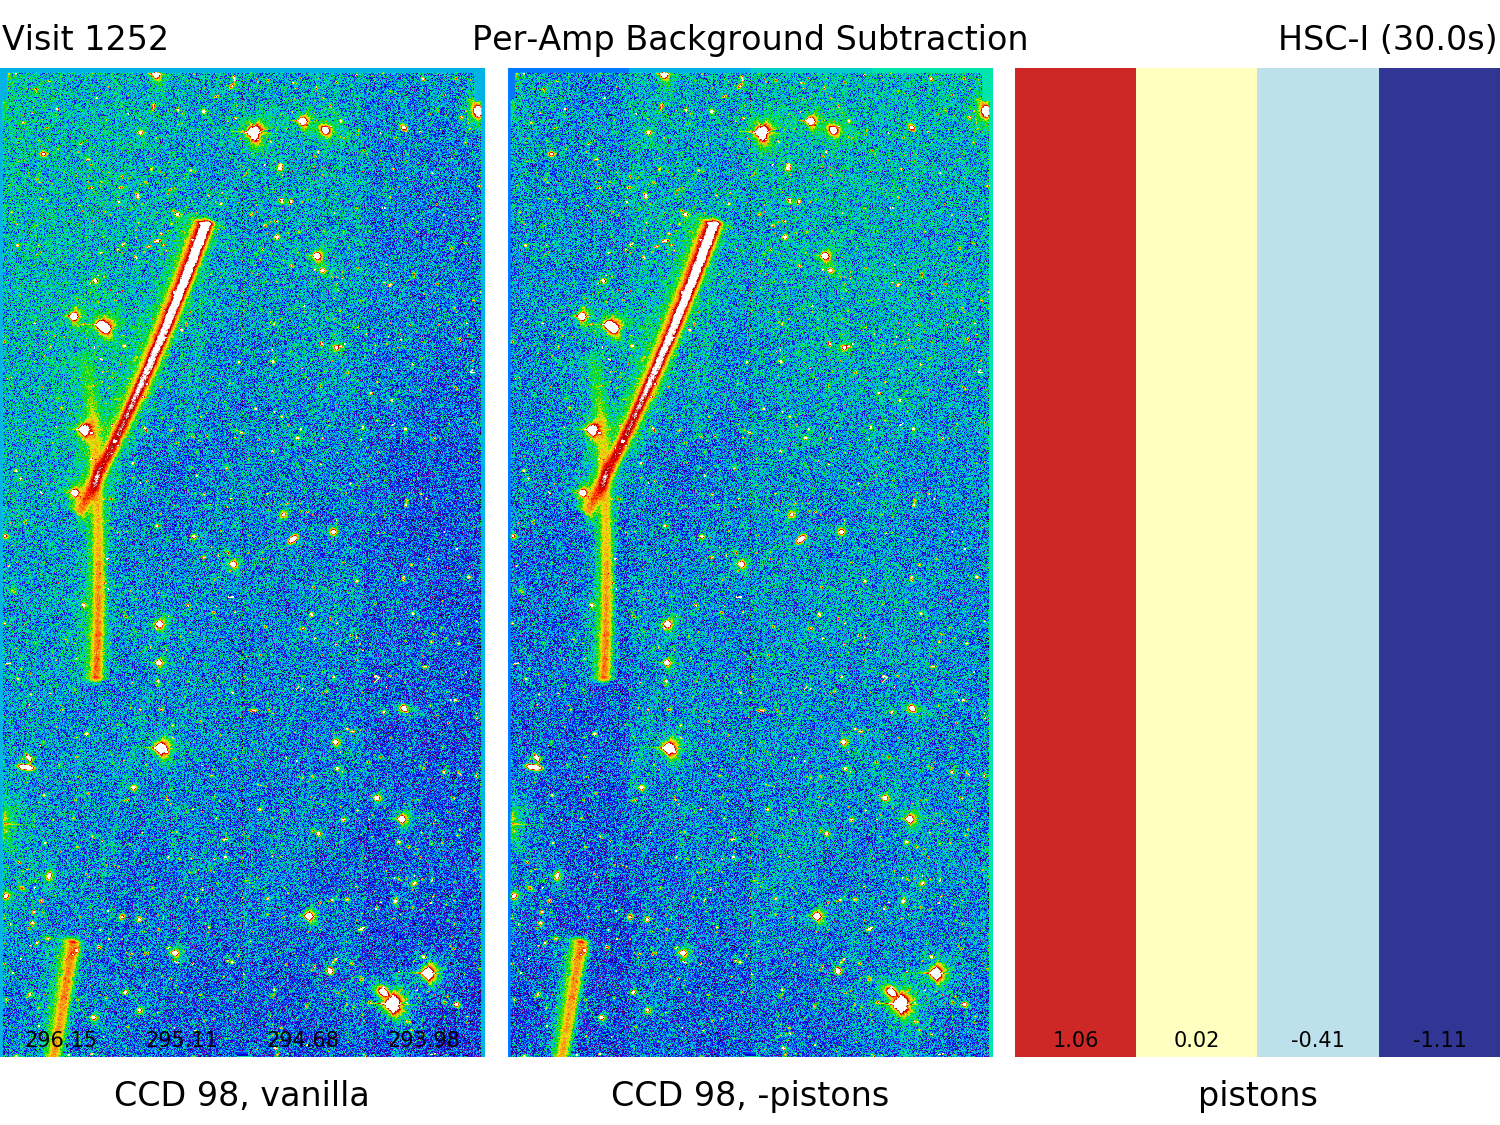 Visit 1252 Per-Amp Background Subtraction HSC-I (30.0s)
296.15 295.11 294.68 293.98 1.06 0.02 -0.41 -1.11
CCD 98, vanilla CCD 98, -pistons pistons